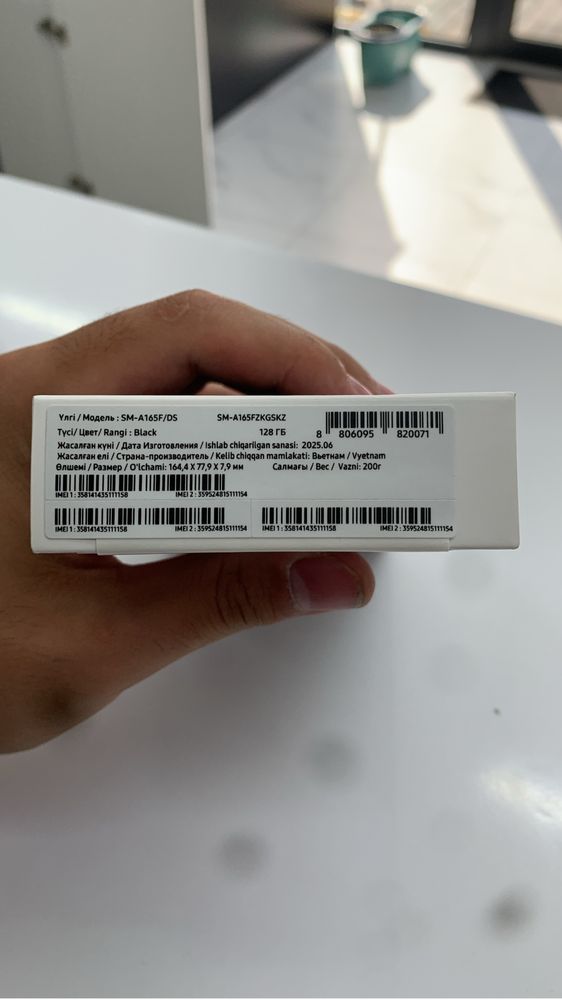 Үлгі / Модель : SM-A165F/DS SM-A165FZKGSKZ
Түсі/ Цвет/ Rangi : Black 128 ГБ
8 806095 820071
Жасалған күні / Дата Изготовления / Ishlab chiqarilgan sanasi: 2025.06
Жасалған елі / Страна-производитель / Kelib chiqqan mamlakati: Вьетнам / Vyetnam
Өлшемі / Размер / O'lchami: 164,4 X 77,9 X 7,9 мм Салмағы / Вес / Vazni: 200г
IMEI 1 : 358141435111158 IMEI 2 : 359524815111154
IMEI 1 : 358141435111158 IMEI 2 : 359524815111154 IMEI 1 : 358141435111158 IMEI 2 : 359524815111154